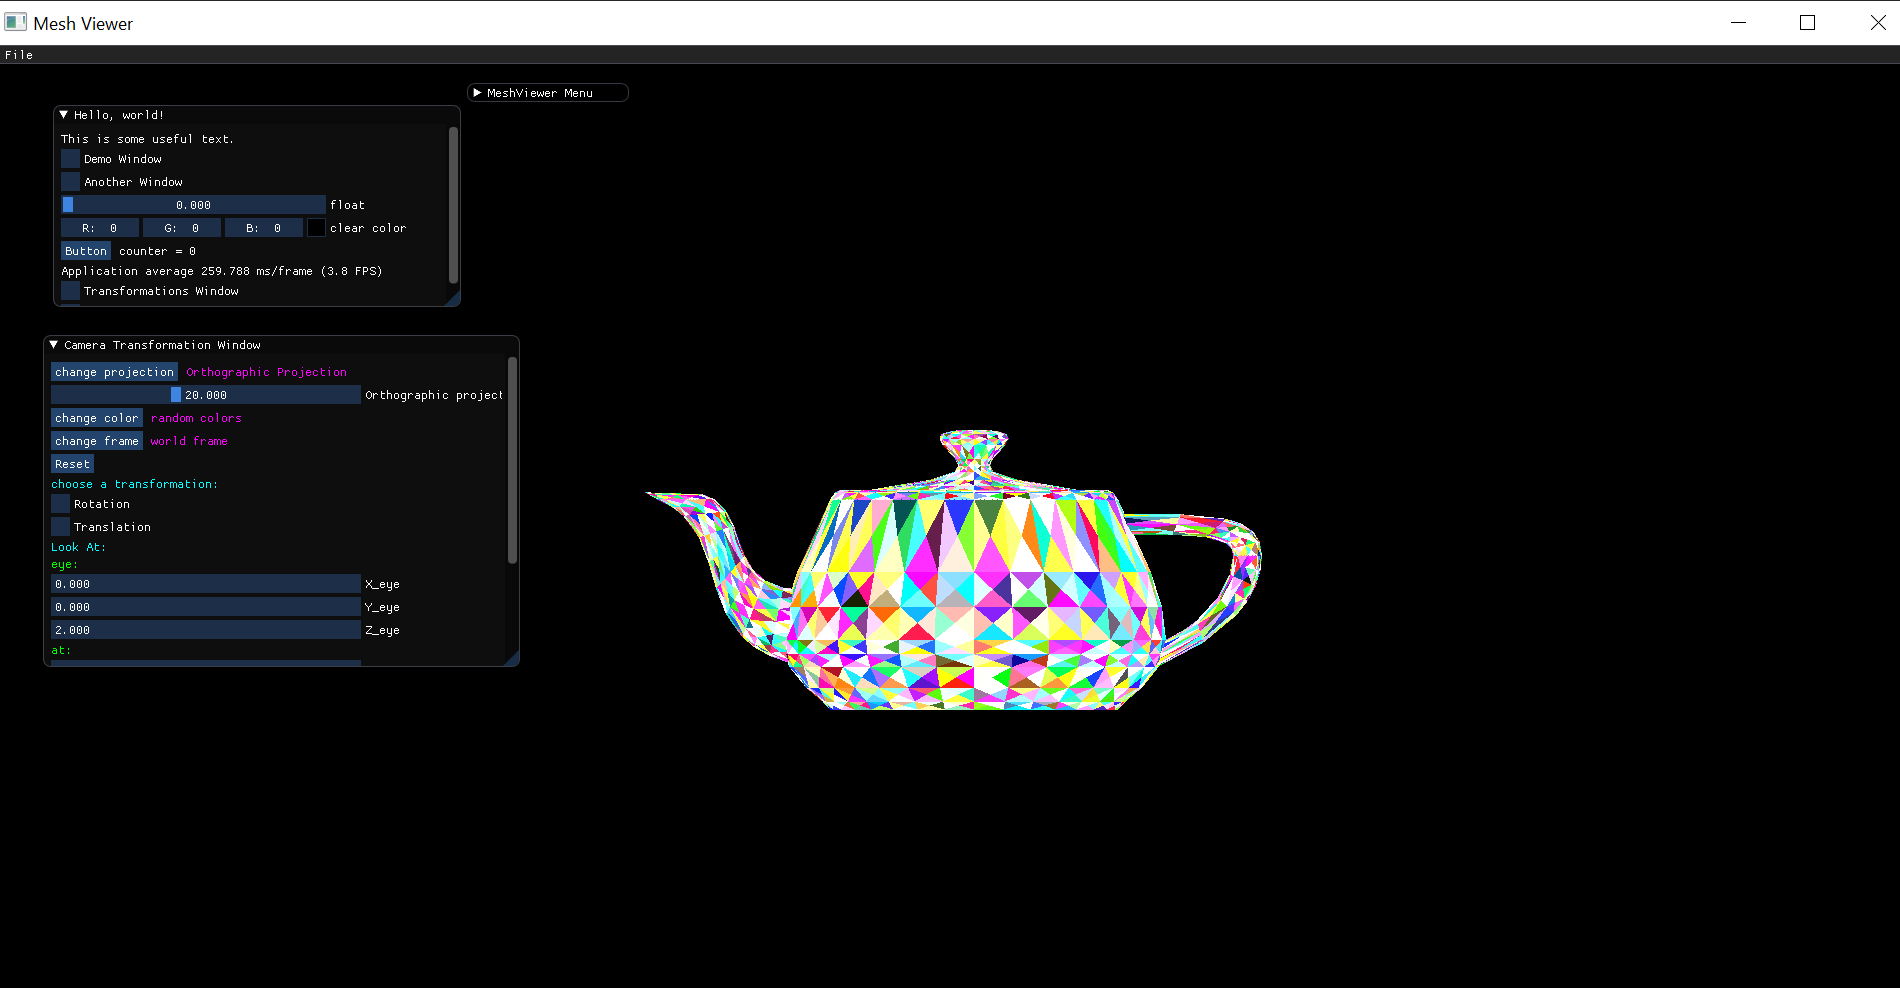 Mesh Viewer
File
MeshViewer Menu
Hello, world!
This is some useful text.
Demo Window
Another Window
0.000 float
R: 0 G: 0 B: 0 clear color
Button counter = 0
Application average 259.788 ms/frame (3.8 FPS)
Transformations Window
Camera Transformation Window
change projection Orthographic Projection
20.000 Orthographic project
change color random colors
change frame world frame
Reset
choose a transformation:
Rotation
Translation
Look At:
eye:
0.000 X_eye
0.000 Y_eye
2.000 Z_eye
at: